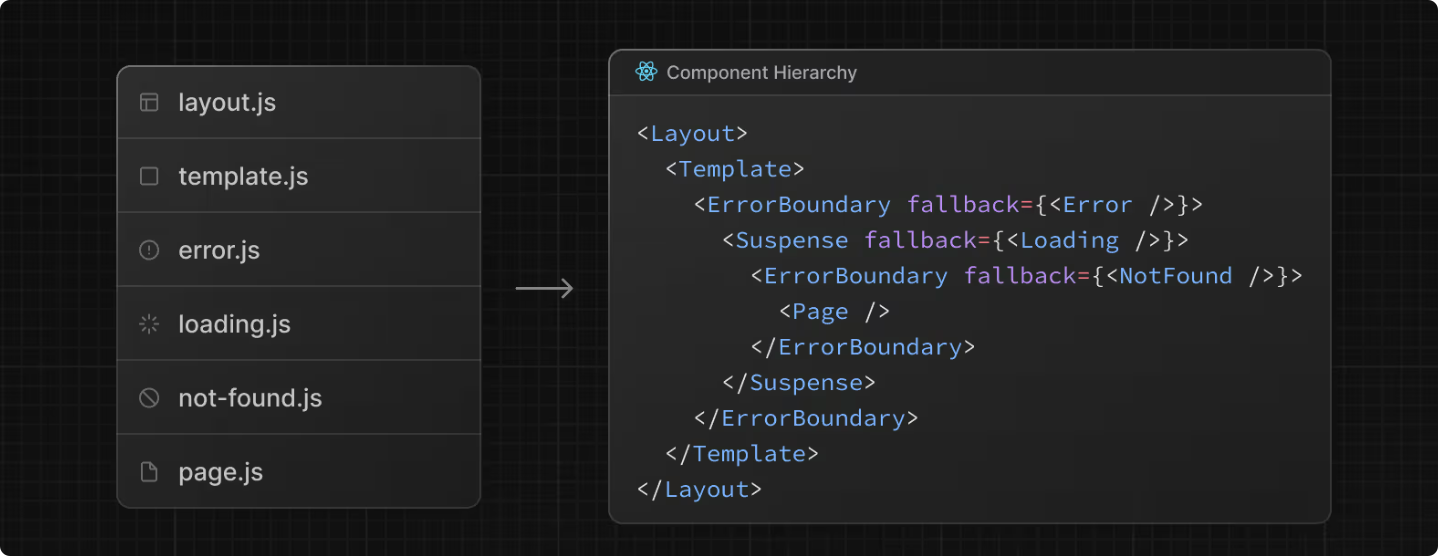 layout.js
template.js
error.js
loading.js
not-found.js
page.js
Component Hierarchy
<Layout>
<Template>
<ErrorBoundary fallback={<Error />}>
<Suspense fallback={<Loading />}>
<ErrorBoundary fallback={<NotFound />}>
<Page />
</ErrorBoundary>
</Suspense>
</ErrorBoundary>
</Template>
</Layout>